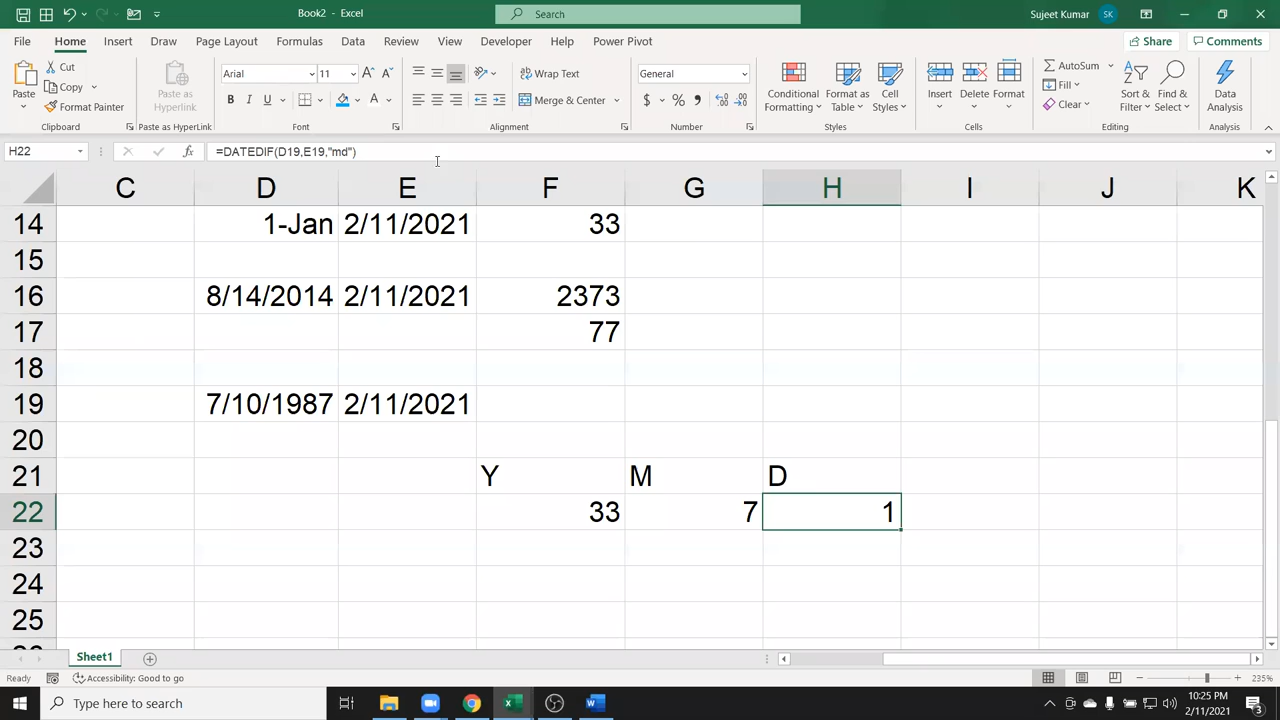 Book2 - Excel
Search
Sujeet Kumar
SK
File Home Insert Draw Page Layout Formulas Data Review View Developer Help Power Pivot
Share
Comments
Paste
Cut
Copy
Format Painter
Clipboard
Paste as
HyperLink
Paste as HyperLink
Arial
11
B I U
Font
Wrap Text
Merge & Center
Alignment
General
$ % 9
Number
Conditional
Formatting
Format as
Table
Cell
Styles
Styles
Insert
Delete
Format
Cells
AutoSum
Fill
Clear
Sort &
Filter
Find &
Select
Editing
Data
Analysis
Analysis
H22
fx
=DATEDIF(D19,E19,"md")
C D E F G H I J K
14 1-Jan 2/11/2021 33
15
16 8/14/2014 2/11/2021 2373
17 77
18
19 7/10/1987 2/11/2021
20
21 Y M D
22 33 7 1
23
24
25
Sheet1
Ready
Accessibility: Good to go
235%
Type here to search
10:25 PM
2/11/2021
3